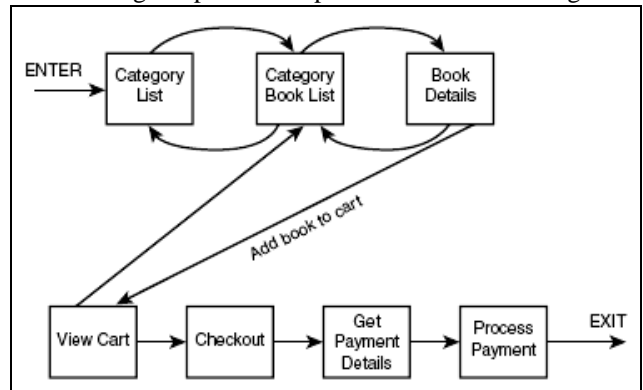 ENTER
Category
List
Category
Book List
Book
Details
Add book to cart
View Cart
Checkout
Get
Payment
Details
Process
Payment
EXIT